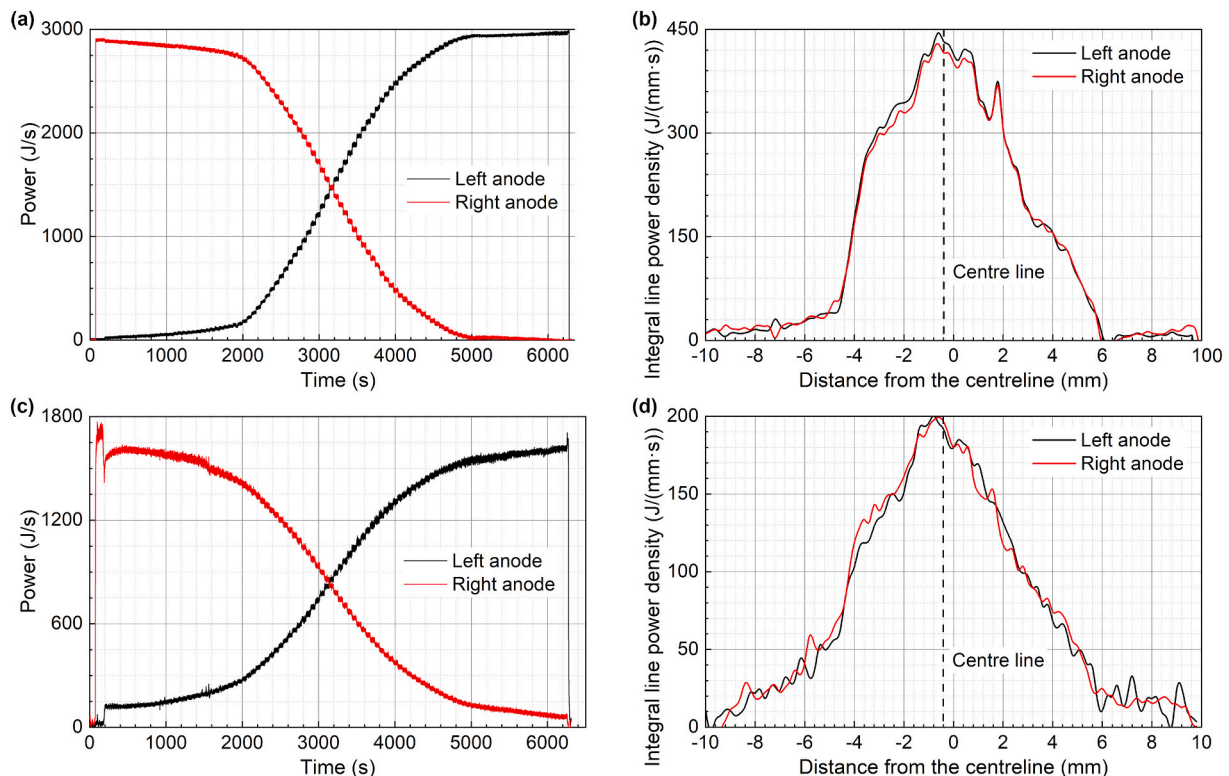 (a)
3000
2000
1000
0
Power (J/s)
Left anode
Right anode
0 1000 2000 3000 4000 5000 6000
Time (s)
(b)
450
300
150
0
Integral line power density (J/(mm·s))
Left anode
Right anode
Centre line
-10 -8 -6 -4 -2 0 2 4 6 8 100
Distance from the centreline (mm)
(c)
1800
1200
600
0
Power (J/s)
Left anode
Right anode
0 1000 2000 3000 4000 5000 6000
Time (s)
(d)
200
150
100
50
0
Integral line power density (J/(mm·s))
Left anode
Right anode
Centre line
-10 -8 -6 -4 -2 0 2 4 6 8 10
Distance from the centreline (mm)